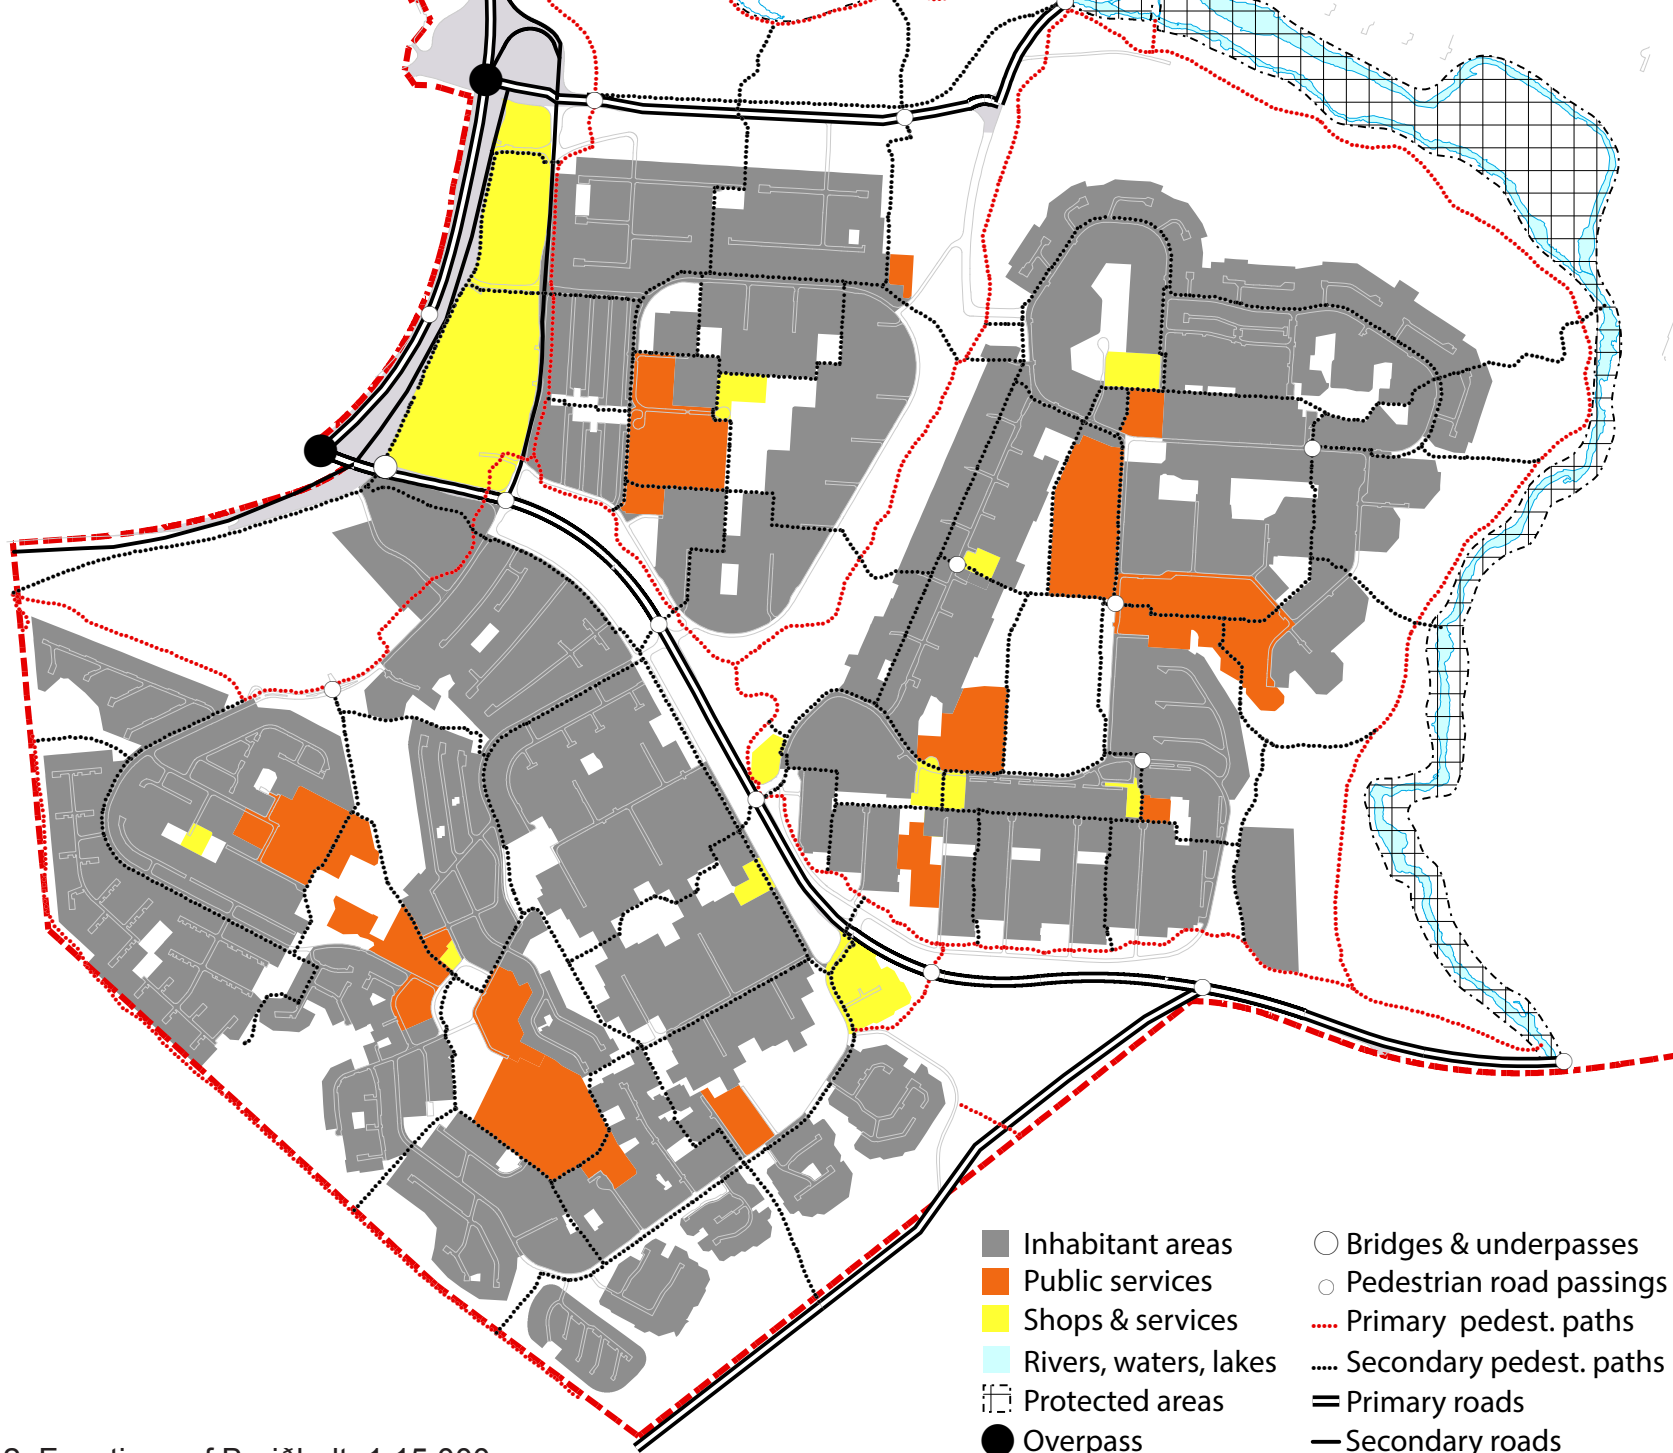 Inhabitant areas
Public services
Shops & services
Rivers, waters, lakes
Protected areas
Overpass
Bridges & underpasses
Pedestrian road passings
Primary pedest. paths
Secondary pedest. paths
Primary roads
Secondary roads